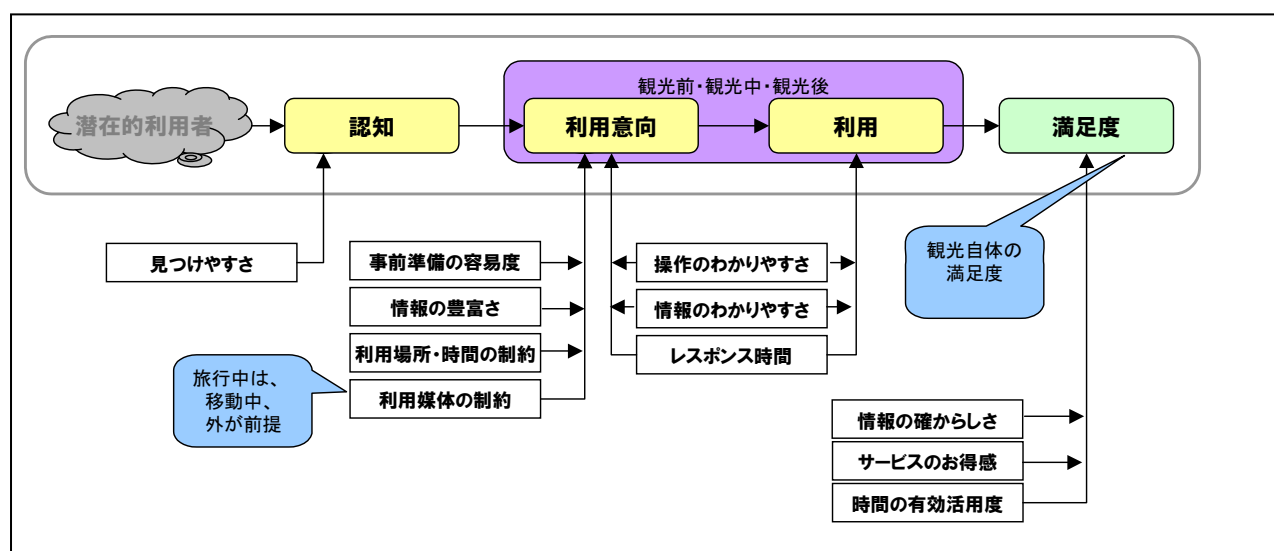 観光前・観光中・観光後
潜在的利用者
認知
利用意向
利用
満足度
見つけやすさ
事前準備の容易度
情報の豊富さ
利用場所・時間の制約
利用媒体の制約
旅行中は、
移動中、
外が前提
操作のわかりやすさ
情報のわかりやすさ
レスポンス時間
観光自体の
満足度
情報の確からしさ
サービスのお得感
時間の有効活用度